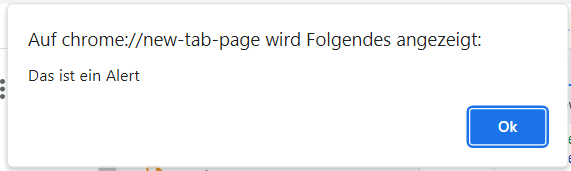 Auf chrome://new-tab-page wird Folgendes angezeigt:
Das ist ein Alert
Ok